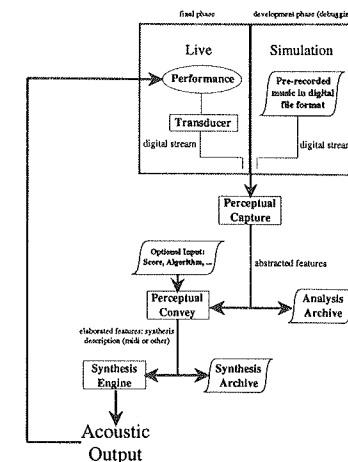 final phase
development phase (debuggin
Live
Simulation
Performance
Pre-recorded
music in digital
file format
Transducer
digital stream
digital stream
Perceptual
Capture
abstracted features
Optional Input:
Score, Algorithm, ...
Perceptual
Convey
Analysis
Archive
elaborated features: synthesis
description (midi or other)
Synthesis
Engine
Synthesis
Archive
Acoustic
Output